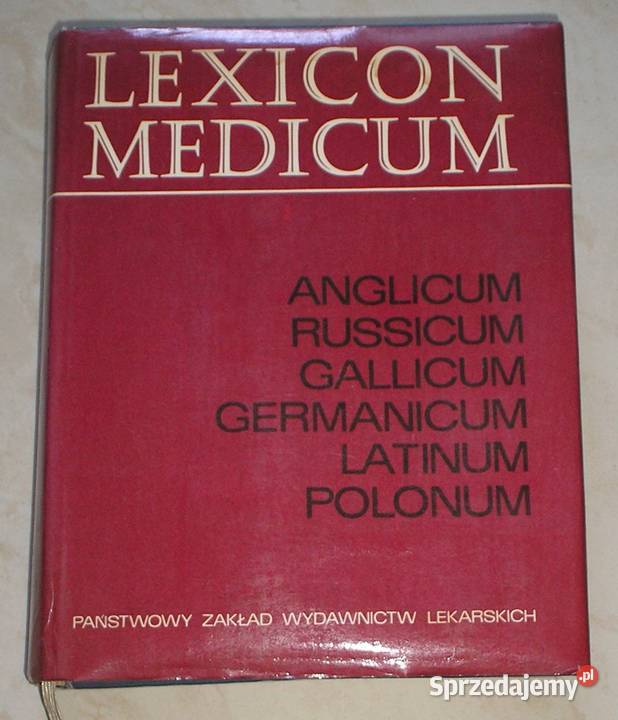 LEXICON
MEDICUM
ANGLICUM
RUSSICUM
GALLICUM
GERMANICUM
LATINUM
POLONUM
PAŃSTWOWY ZAKŁAD WYDAWNICTW LEKARSKICH
Sprzedajemy.pl